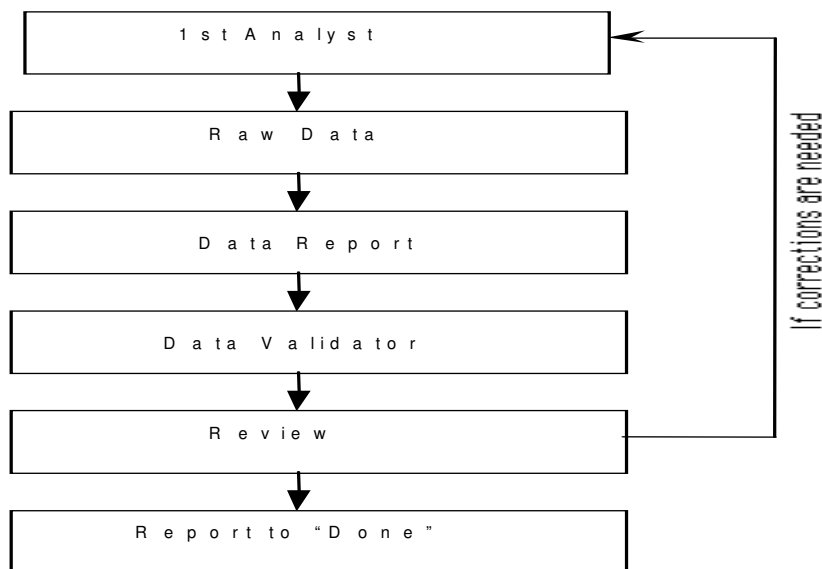 1st Analyst
Raw Data
Data Report
Data Validator
Review
Report to “Done”
If corrections are needed